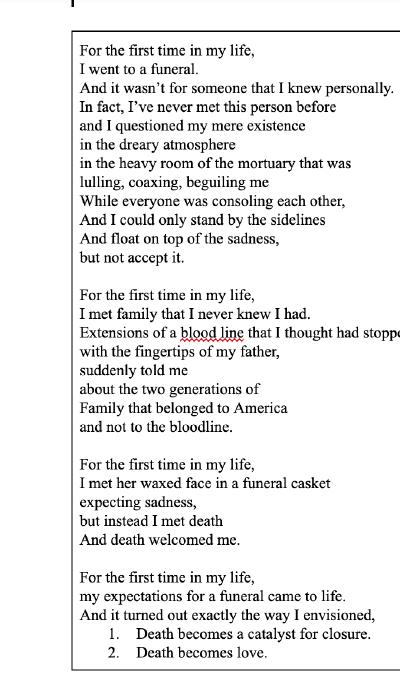 For the first time in my life,
I went to a funeral.
And it wasn't for someone that I knew personally.
In fact, I've never met this person before
and I questioned my mere existence
in the dreary atmosphere
in the heavy room of the mortuary that was
lulling, coaxing, beguiling me
While everyone was consoling each other,
And I could only stand by the sidelines
And float on top of the sadness,
but not accept it.
For the first time in my life,
I met family that I never knew I had.
Extensions of a blood line that I thought had
with the fingertips of my father,
suddenly told me
about the two generations of
Family that belonged to America
and not to the bloodline.
For the first time in my life,
I met her waxed face in a funeral casket
expecting sadness,
but instead I met death
And death welcomed me.
For the first time in my life,
my expectations for a funeral came to life.
And it turned out exactly the way I envisioned,
1. Death becomes a catalyst for closure.
2. Death becomes love.